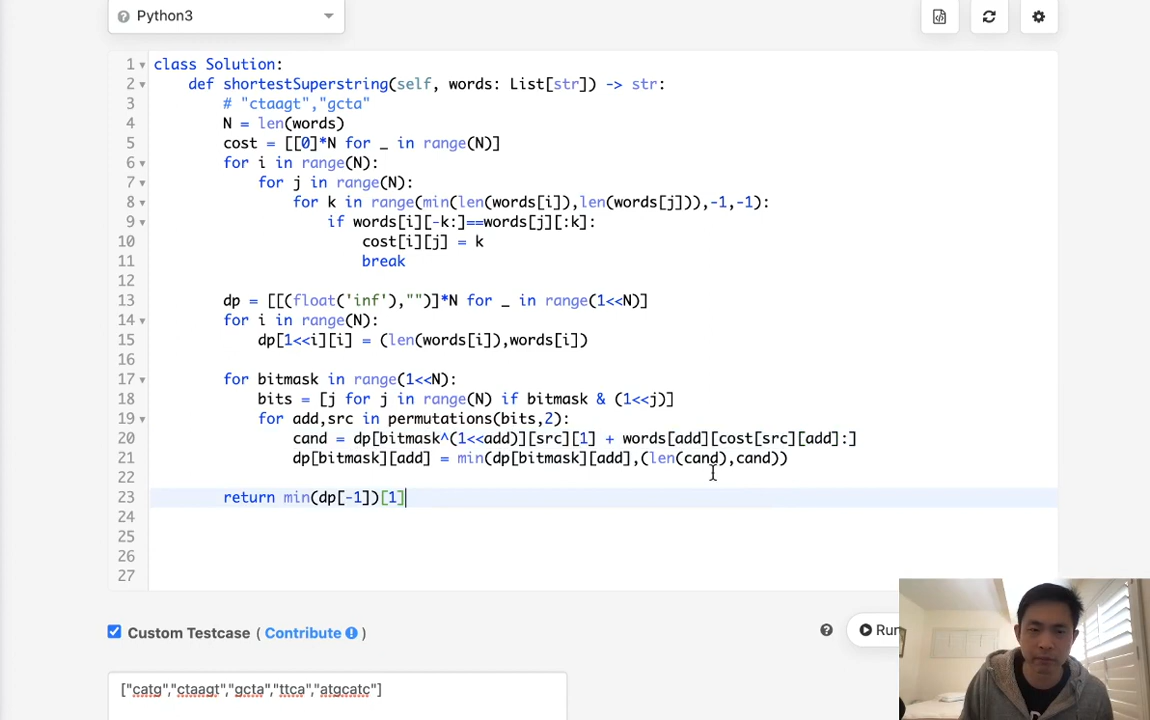 Python3
1 class Solution:
2 def shortestSuperstring(self, words: List[str]) -> str:
3 # "ctaagt","gcta"
4 N = len(words)
5 cost = [[0]*N for _ in range(N)]
6 for i in range(N):
7 for j in range(N):
8 for k in range(min(len(words[i]),len(words[j])),-1,-1):
9 if words[i][-k:]==words[j][:k]:
10 cost[i][j] = k
11 break
12
13 dp = [[(float('inf'),"")]*N for _ in range(1<<N)]
14 for i in range(N):
15 dp[1<<i][i] = (len(words[i]),words[i])
16
17 for bitmask in range(1<<N):
18 bits = [j for j in range(N) if bitmask & (1<<j)]
19 for add,src in permutations(bits,2):
20 cand = dp[bitmask^(1<<add)][src][1] + words[add][cost[src][add]:]
21 dp[bitmask][add] = min(dp[bitmask][add],(len(cand),cand))
22
23 return min(dp[-1])[1]
24
25
26
27
Custom Testcase ( Contribute )
Run
["catg","ctaagt","gcta","ttca","atgcatc"]